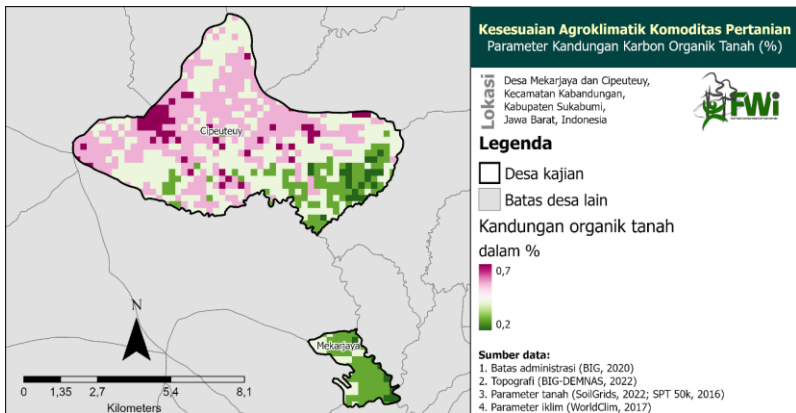 Kesesuaian Agroklimatik Komoditas Pertanian
Parameter Kandungan Karbon Organik Tanah (%)
Lokasi
Desa Mekarjaya dan Cipeuteuy,
Kecamatan Kabandungan,
Kabupaten Sukabumi,
Jawa Barat, Indonesia
FWi
Legenda
Desa kajian
Batas desa lain
Kandungan organik tanah
dalam %
0,7
0,2
Sumber data:
1. Batas administrasi (BIG, 2020)
2. Topografi (BIG-DEMNAS, 2022)
3. Parameter tanah (SoilGrids, 2022; SPT 50k, 2016)
4. Parameter iklim (WorldClim, 2017)
Cipeuteuy
Mekarjaya
N
0 1,35 2,7 5,4 8,1
Kilometers